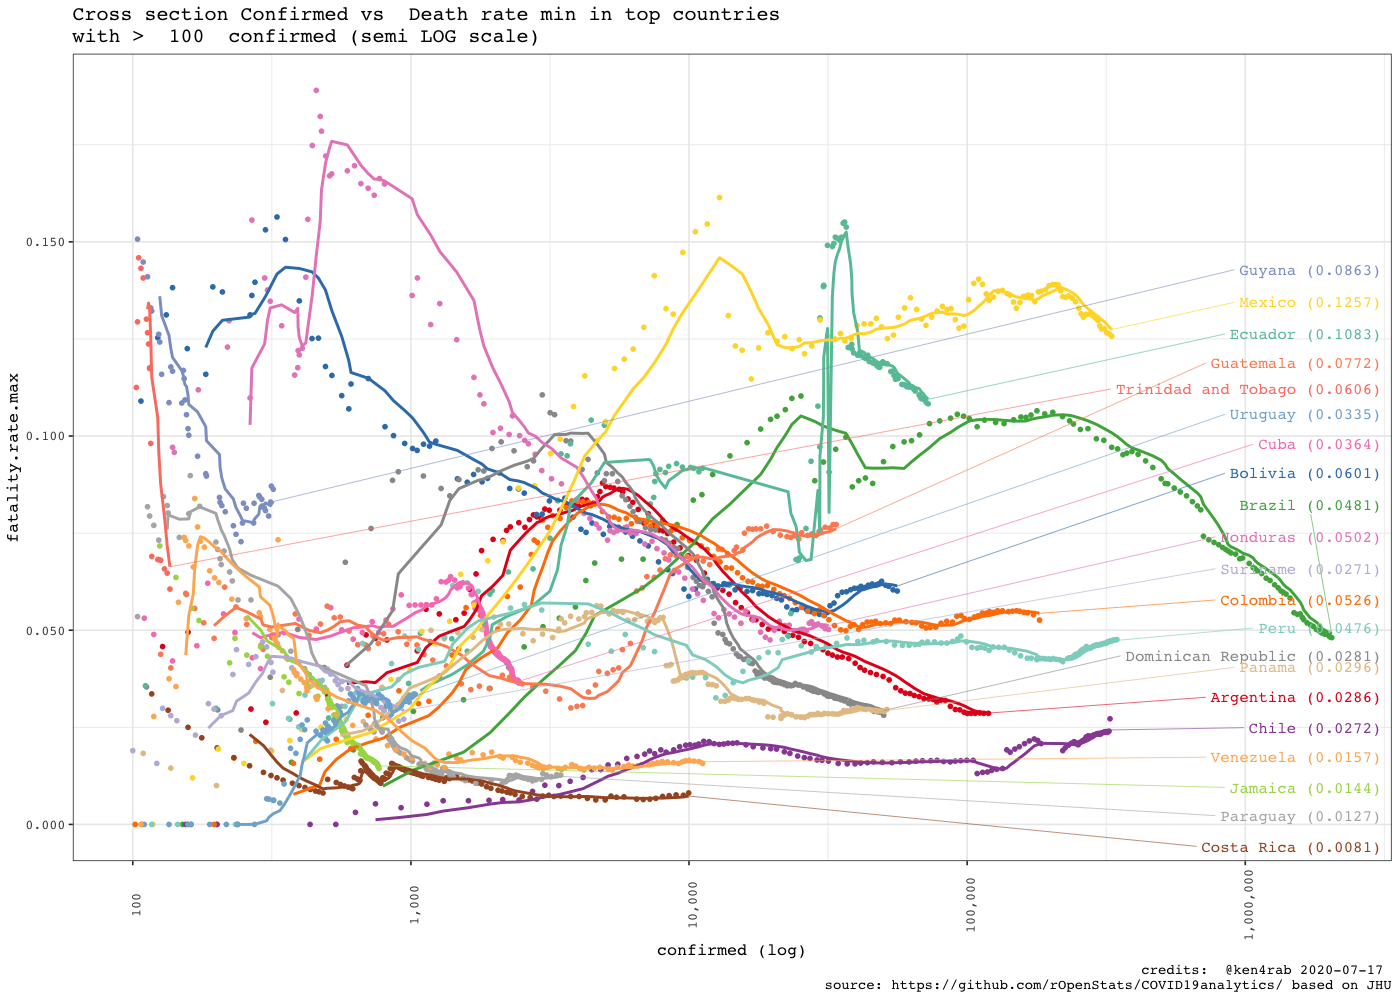 Cross section Confirmed vs  Death rate min in top countries
with >  100  confirmed (semi LOG scale)
fatality.rate.max
0.150
0.100
0.050
0.000
Guyana (0.0863)
Mexico (0.1257)
Ecuador (0.1083)
Guatemala (0.0772)
Trinidad and Tobago (0.0606)
Uruguay (0.0335)
Cuba (0.0364)
Bolivia (0.0601)
Brazil (0.0481)
Honduras (0.0502)
Suriname (0.0271)
Colombia (0.0526)
Peru (0.0476)
Dominican Republic (0.0281)
Panama (0.0296)
Argentina (0.0286)
Chile (0.0272)
Venezuela (0.0157)
Jamaica (0.0144)
Paraguay (0.0127)
Costa Rica (0.0081)
100
1,000
10,000
100,000
1,000,000
confirmed (log)
credits:  @ken4rab 2020-07-17
source: https://github.com/rOpenStats/COVID19analytics/ based on JHU